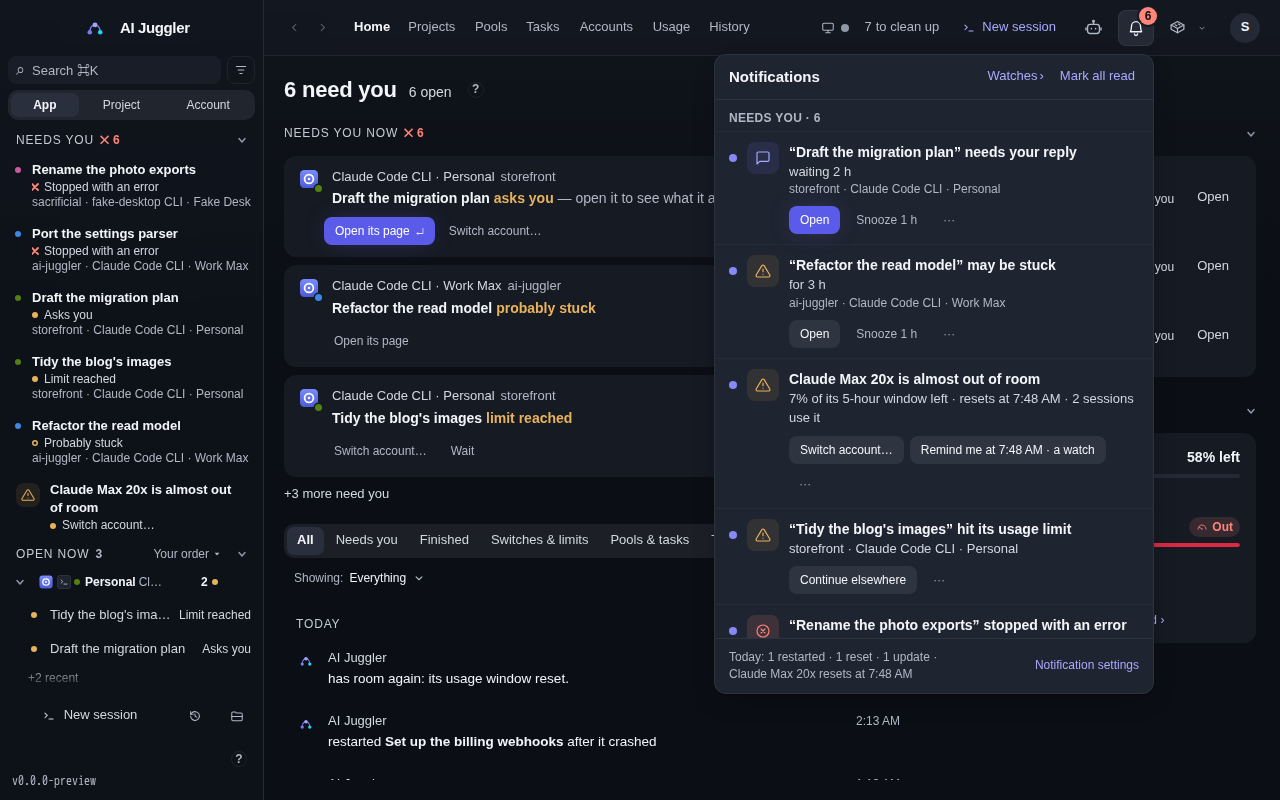 AI Juggler
Search ⌘K
App
Project
Account
NEEDS YOU 6
Rename the photo exports
Stopped with an error
sacrificial · fake-desktop CLI · Fake Desk
Port the settings parser
Stopped with an error
ai-juggler · Claude Code CLI · Work Max
Draft the migration plan
Asks you
storefront · Claude Code CLI · Personal
Tidy the blog's images
Limit reached
storefront · Claude Code CLI · Personal
Refactor the read model
Probably stuck
ai-juggler · Claude Code CLI · Work Max
Claude Max 20x is almost out
of room
Switch account…
OPEN NOW 3
Your order
Personal Cl… 2
Tidy the blog's ima… Limit reached
Draft the migration plan Asks you
+2 recent
New session
?
v0.0.0-preview
Home
Projects
Pools
Tasks
Accounts
Usage
History
7 to clean up
New session
6
S
6 need you 6 open ?
NEEDS YOU NOW 6
Claude Code CLI · Personal storefront
Draft the migration plan asks you — open it to see what it a
Open its page
Switch account…
Claude Code CLI · Work Max ai-juggler
Refactor the read model probably stuck
Open its page
Claude Code CLI · Personal storefront
Tidy the blog's images limit reached
Switch account…
Wait
+3 more need you
All
Needs you
Finished
Switches & limits
Pools & tasks
Showing: Everything
TODAY
AI Juggler
has room again: its usage window reset.
AI Juggler
2:13 AM
restarted Set up the billing webhooks after it crashed
Notifications
Watches ›
Mark all read
NEEDS YOU · 6
“Draft the migration plan” needs your reply
waiting 2 h
storefront · Claude Code CLI · Personal
Open
Snooze 1 h
···
“Refactor the read model” may be stuck
for 3 h
ai-juggler · Claude Code CLI · Work Max
Open
Snooze 1 h
···
Claude Max 20x is almost out of room
7% of its 5-hour window left · resets at 7:48 AM · 2 sessions
use it
Switch account…
Remind me at 7:48 AM · a watch
···
“Tidy the blog's images” hit its usage limit
storefront · Claude Code CLI · Personal
Continue elsewhere
···
“Rename the photo exports” stopped with an error
Today: 1 restarted · 1 reset · 1 update ·
Claude Max 20x resets at 7:48 AM
Notification settings
you Open
you Open
you Open
58% left
Out
›